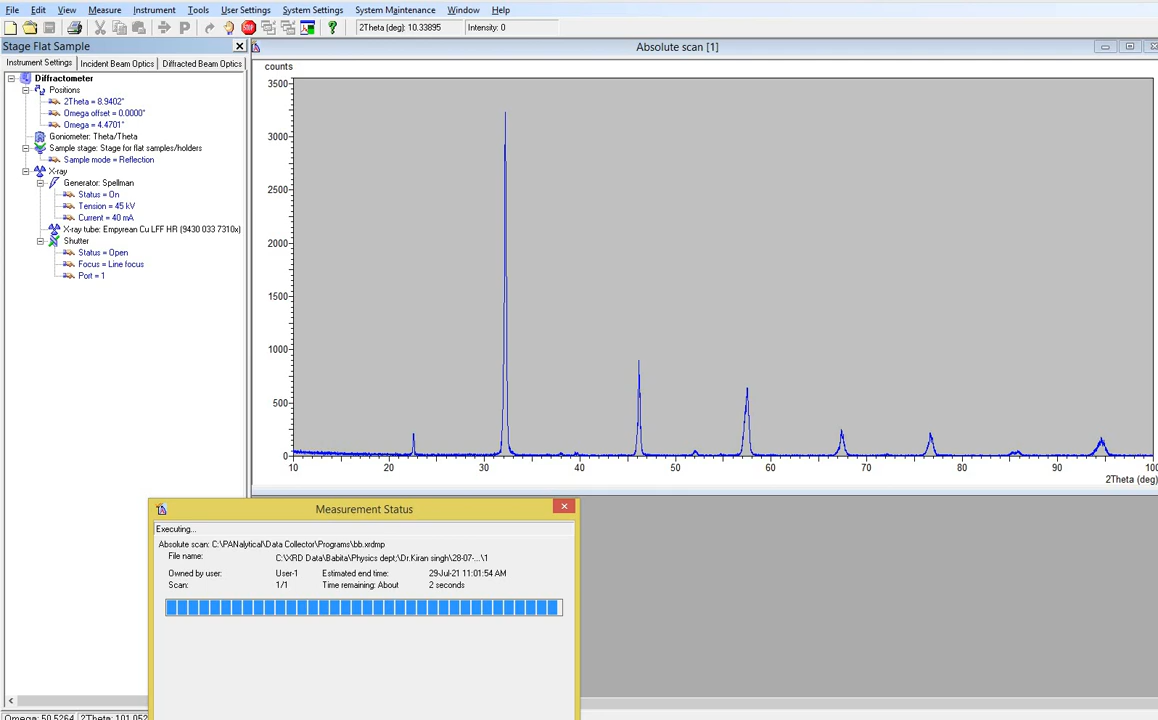 File Edit View Measure Instrument Tools User Settings System Settings System Maintenance Window Help
2Theta (deg): 10.33895 Intensity: 0
Stage Flat Sample
Instrument Settings Incident Beam Optics Diffracted Beam Optics
Diffractometer
Positions
2Theta = 8.9402°
Omega offset = 0.0000°
Omega = 4.4701°
Goniometer: Theta/Theta
Sample stage: Stage for flat samples/holders
Sample mode = Reflection
X-ray
Generator: Spellman
Status = On
Tension = 45 kV
Current = 40 mA
X-ray tube: Empyrean Cu LFF HR (9430 033 7310x)
Shutter
Status = Open
Focus = Line focus
Port = 1
Absolute scan [1]
counts
3500
3000
2500
2000
1500
1000
500
0
10 20 30 40 50 60 70 80 90 100
2Theta (deg)
Measurement Status
Executing...
Absolute scan: C:\PANalytical\Data Collector\Programs\bb.xrdmp
File name: C:\XRD Data\Babita\Physics dept;\Dr.Kiran singh\28-07-...\1
Owned by user: User-1 Estimated end time: 29-Jul-21 11:01:54 AM
Scan: 1/1 Time remaining: About 2 seconds
Omega: 50.5264 2Theta: 101.052